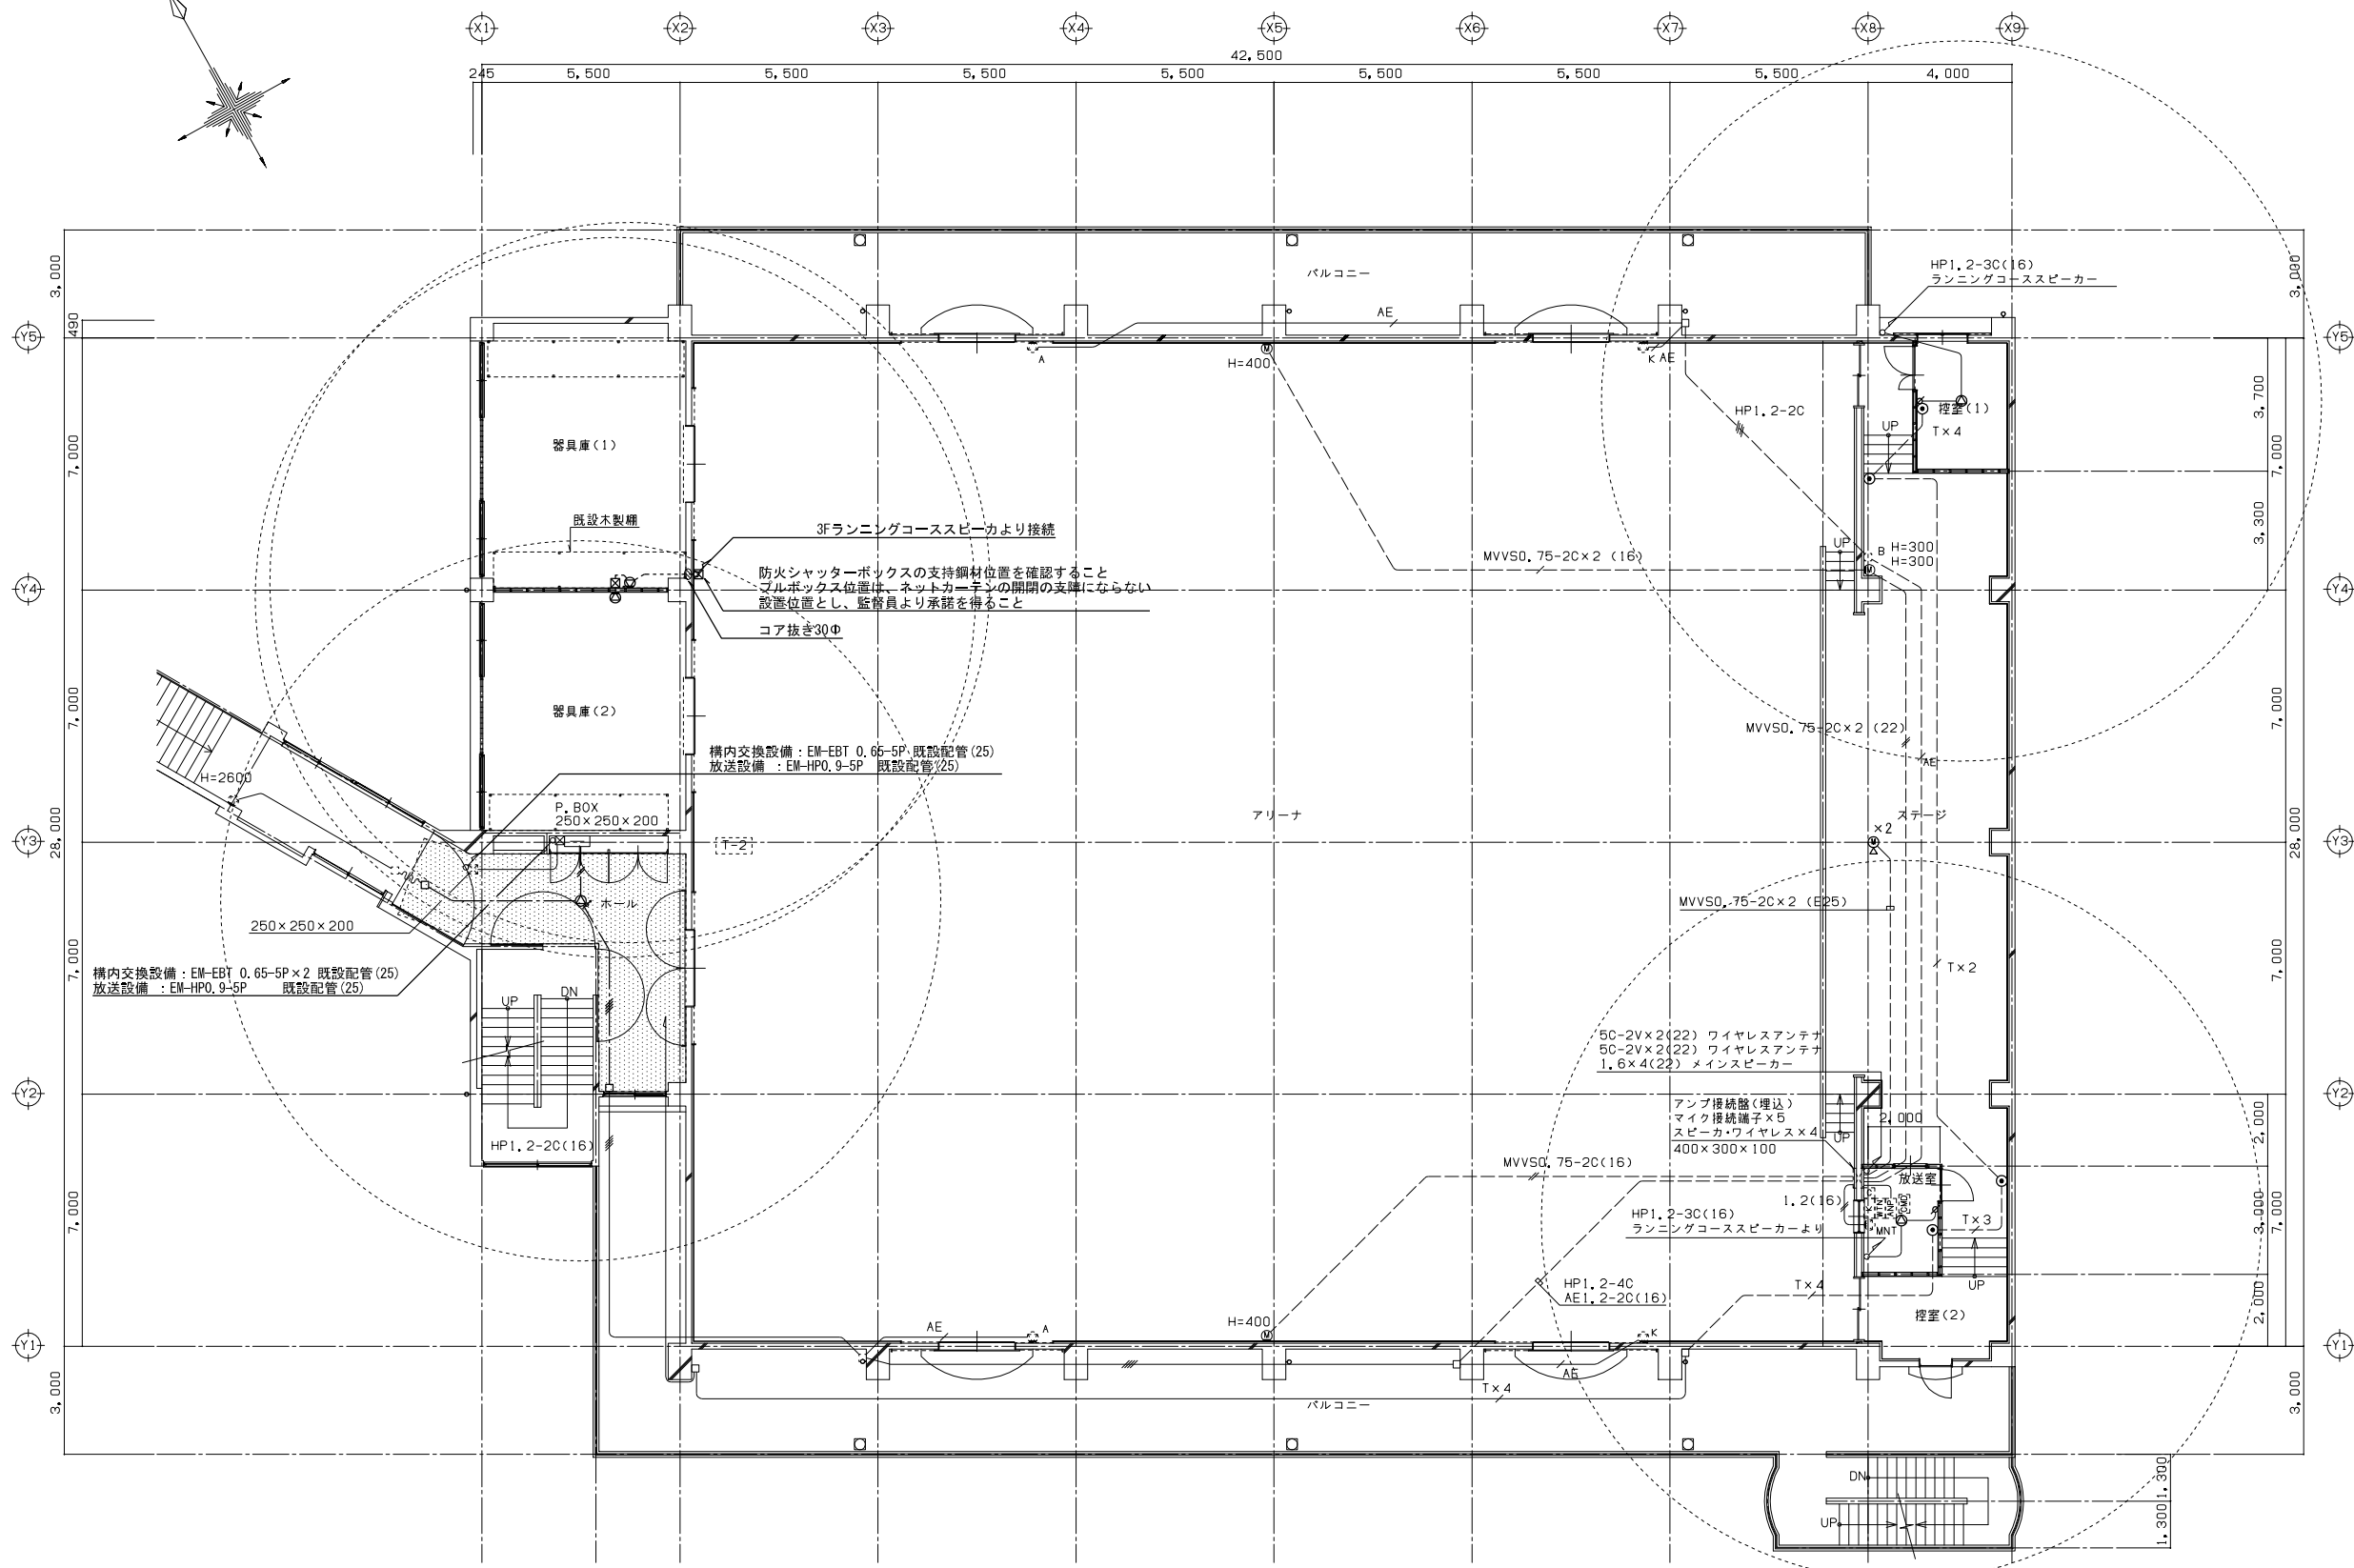 X1 X2 X3 X4 X5 X6 X7 X8 X9
42,500
245 5,500 5,500 5,500 5,500 5,500 5,500 5,500 4,000
3,000
490
3,000
バルコニー
HP1.2-3C(16)
ランニングコーススピーカー
AE
Y5
Y5
A
H=400
K
AE
HP1.2-2C
控室(1)
UP
T×4
3,700
7,000
7,000
器具庫(1)
既設木製棚
3Fランニングコーススピーカより接続
3,300
UP
B
H=300
H=300
MVVS0.75-2C×2 (16)
防火シャッターボックスの支持鋼材位置を確認すること
プルボックス位置は、ネットカーテンの開閉の支障にならない
設置位置とし、監督員より承諾を得ること
コア抜き30Φ
Y4
Y4
器具庫(2)
7,000
7,000
MVVS0.75-2C×2 (22)
AE
構内交換設備：EM-EBT 0.65-5P 既設配管(25)
放送設備 ：EM-HP0.9-5P 既設配管(25)
H=2600
P.BOX
250×250×200
アリーナ
ステージ
×2
T-2
Y3
28,000
28,000
Y3
ホール
250×250×200
MVVS0.75-2C×2 (E25)
構内交換設備：EM-EBT 0.65-5P×2 既設配管(25)
放送設備 ：EM-HP0.9-5P 既設配管(25)
7,000
7,000
T×2
UP
DN
5C-2V×2(22) ワイヤレスアンテナ
5C-2V×2(22) ワイヤレスアンテナ
1.6×4(22) メインスピーカー
Y2
Y2
アンプ接続盤(埋込)
マイク接続端子×5
スピーカ・ワイヤレス×4
400×300×100
2,000
UP
2,000
HP1.2-2C(16)
MVVS0.75-2C(16)
放送室
1.2(16)
MNT
HP1.2-3C(16)
ランニングコーススピーカーより
T×3
3,000
7,000
7,000
HP1.2-4C
AE1.2-2C(16)
T×4
UP
控室(2)
2,000
AE
A
H=400
K
Y1
Y1
AE
T×4
バルコニー
3,000
3,000
DN
UP
1,300
1,300